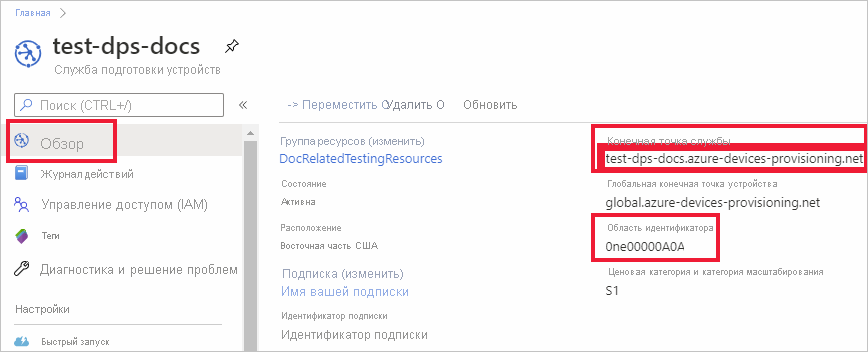 Главная
test-dps-docs
Служба подготовки устройств
Поиск (CTRL+/)
Обзор
Журнал действий
Управление доступом (IAM)
Теги
Диагностика и решение проблем
Настройки
Быстрый запуск
-> Переместить О Удалить О Обновить
Группа ресурсов (изменить)
DocRelatedTestingResources
Состояние
Активна
Расположение
Восточная часть США
Подписка (изменить)
Имя вашей подписки
Идентификатор подписки
Идентификатор подписки
Конечная точка службы
test-dps-docs.azure-devices-provisioning.net
Глобальная конечная точка устройства
global.azure-devices-provisioning.net
Область идентификатора
0ne00000A0A
Ценовая категория и категория масштабирования
S1